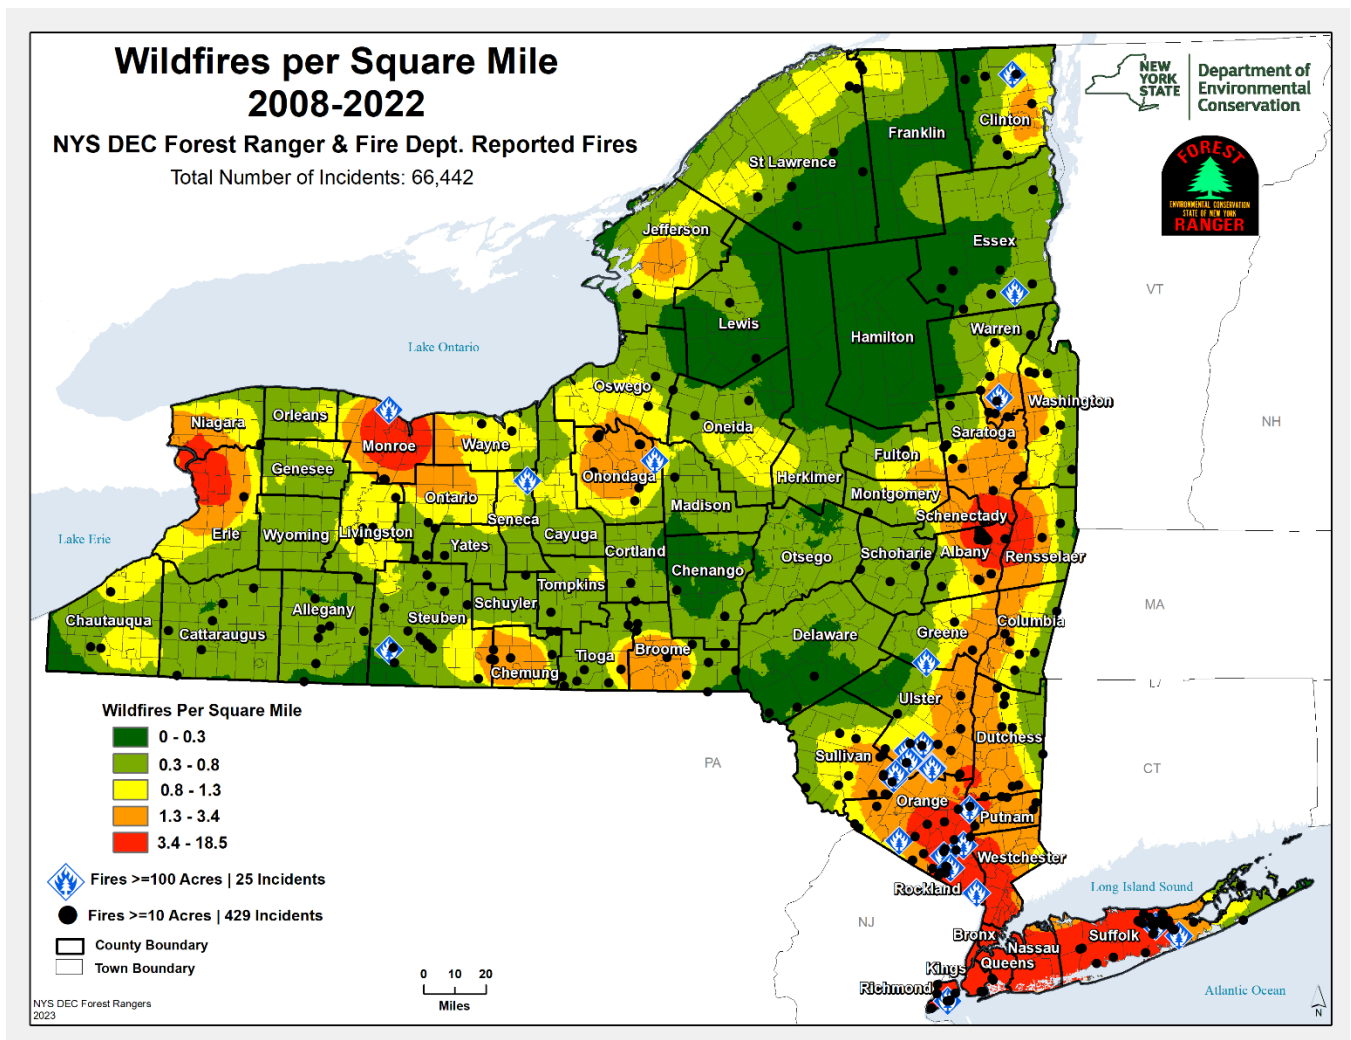 Wildfires per Square Mile
2008-2022
NYS DEC Forest Ranger & Fire Dept. Reported Fires
Total Number of Incidents: 66,442
NEW
YORK
STATE
Department of
Environmental
Conservation
FOREST
ENVIRONMENTAL CONSERVATION
STATE OF NEW YORK
RANGER
Clinton
Franklin
St Lawrence
Jefferson
Essex
VT
Lewis
Hamilton
Warren
Lake Ontario
Oswego
Washington
Niagara
Orleans
Monroe
Wayne
Oneida
Saratoga
NH
Genesee
Ontario
Onondaga
Herkimer
Fulton
Montgomery
Seneca
Madison
Schenectady
Lake Erie
Erie
Wyoming
Livingston
Yates
Cayuga
Cortland
Otsego
Schoharie
Albany
Rensselaer
Chenango
Tompkins
Schuyler
Allegany
Steuben
MA
Chautauqua
Cattaraugus
Delaware
Greene
Columbia
Chemung
Tioga
Broome
Ulster
Wildfires Per Square Mile
0 - 0.3
0.3 - 0.8
0.8 - 1.3
1.3 - 3.4
3.4 - 18.5
Dutchess
Sullivan
PA
CT
Orange
Putnam
Westchester
Rockland
Fires >=100 Acres | 25 Incidents
Fires >=10 Acres | 429 Incidents
County Boundary
Town Boundary
Long Island Sound
NJ
Bronx
Nassau
Suffolk
Kings
Queens
Richmond
Atlantic Ocean
0 10 20
Miles
N
NYS DEC Forest Rangers
2023